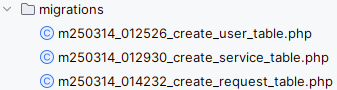 migrations
m250314_012526_create_user_table.php
m250314_012930_create_service_table.php
m250314_014232_create_request_table.php